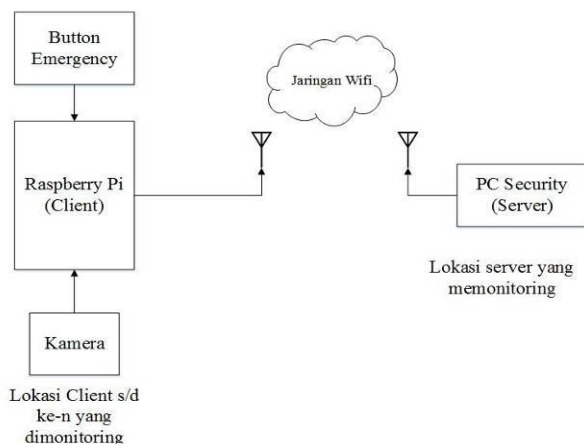 Button
Emergency
Jaringan Wifi
Raspberry Pi
(Client)
PC Security
(Server)
Lokasi server yang
memonitoring
Kamera
Lokasi Client s/d
ke-n yang
dimonitoring